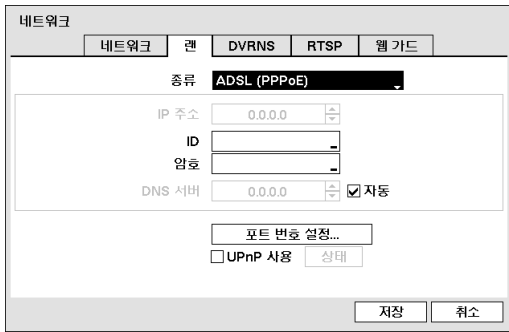 네트워크
네트워크 랜 DVRNS RTSP 웹 가드
종류 ADSL (PPPoE)
IP 주소 0.0.0.0
ID
암호
DNS 서버 0.0.0.0 자동
포트 번호 설정...
UPnP 사용 상태
저장 취소